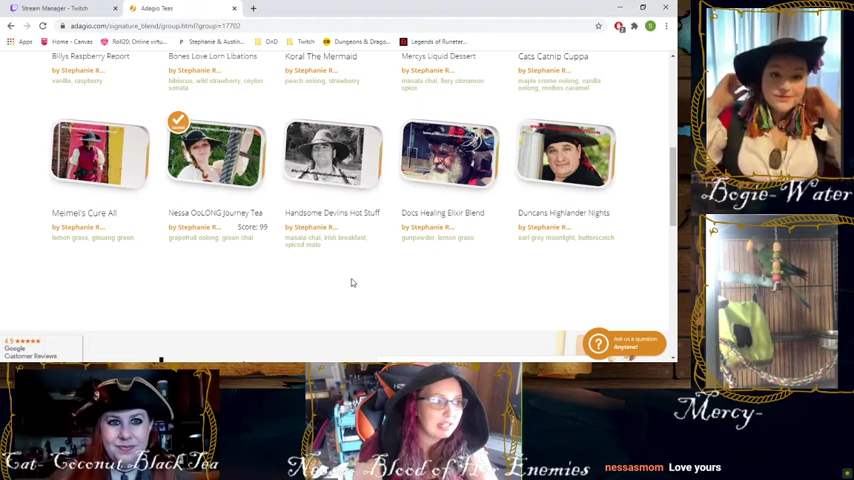 Stream Manager - Twitch
Adagio Teas
adagio.com/signature_blend/group.html?group=17702
Apps
Home - Canvas
Roll20: Online virtu...
Stephanie & Austin...
DnD
Twitch
Dungeons & Drago...
Legends of Runeter...
Billys Raspberry Report
by Stephanie R...
vanilla, raspberry
Bones Love Lorn Libations
by Stephanie R...
hibiscus, wild strawberry, ceylon
sonata
Koral The Mermaid
by Stephanie R...
peach oolong, strawberry
Mercys Liquid Dessert
by Stephanie R...
masala chai, fiery cinnamon
spice
Cats Catnip Cuppa
by Stephanie R...
maple creme oolong, vanilla
oolong, rooibos caramel
Meimei's Cure All
by Stephanie R...
lemon grass, ginseng green
Nessa OoLONG Journey Tea
by Stephanie R...
Score: 99
grapefruit oolong, green chai
Handsome Devlins Hot Stuff
by Stephanie R...
masala chai, irish breakfast,
spiced mate
Docs Healing Elixir Blend
by Stephanie R...
gunpowder, lemon grass
Duncans Highlander Nights
by Stephanie R...
earl grey moonlight, butterscotch
4.9 ★★★★★
Google
Customer Reviews
Ask us a question
Anytime!
Bogie- Water
Mercy-
Cat- Coconut Black Tea
Nessa- Blood of Her Enemies
nessasmom Love yours